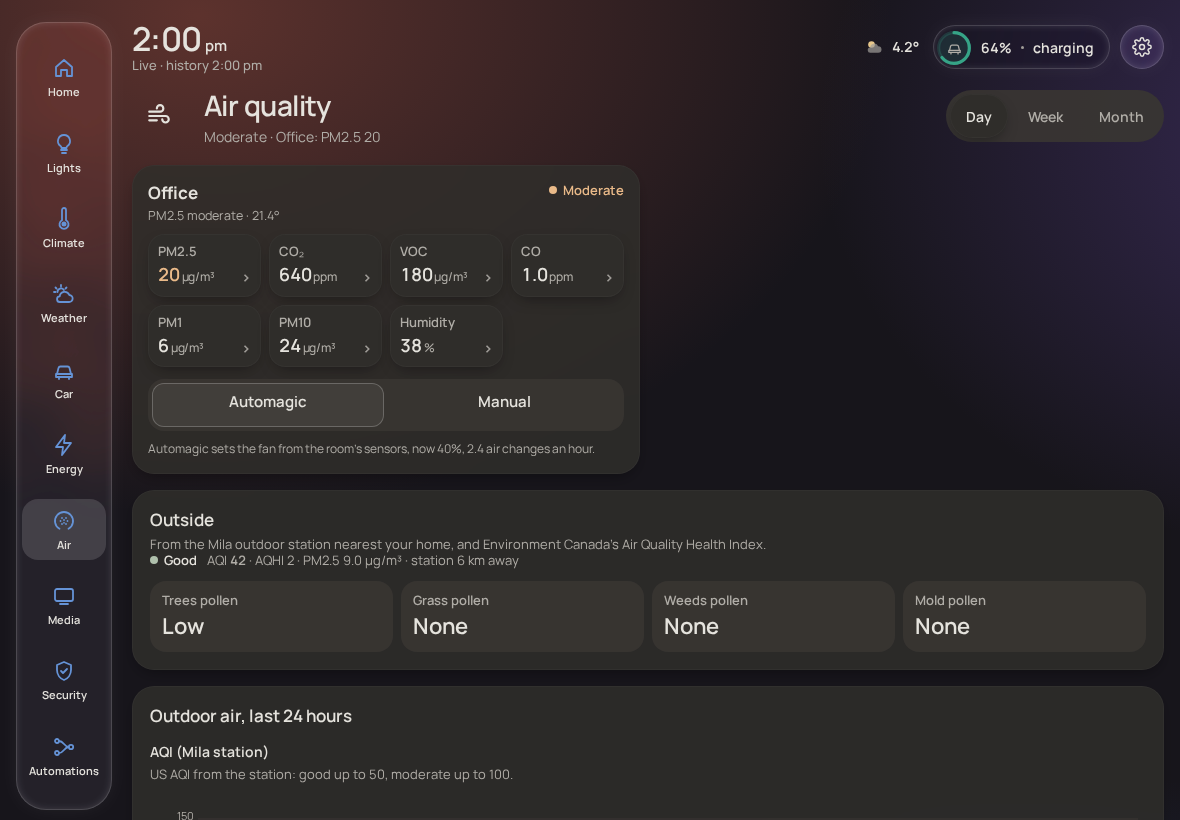 2:00 pm
Live · history 2:00 pm
4.2°
64% · charging
Home
Lights
Climate
Weather
Car
Energy
Air
Media
Security
Automations
Air quality
Moderate · Office: PM2.5 20
Day Week Month
Office
Moderate
PM2.5 moderate · 21.4°
PM2.5
20 µg/m³ ›
CO₂
640 ppm ›
VOC
180 µg/m³ ›
CO
1.0 ppm ›
PM1
6 µg/m³ ›
PM10
24 µg/m³ ›
Humidity
38 % ›
Automagic Manual
Automagic sets the fan from the room's sensors, now 40%, 2.4 air changes an hour.
Outside
From the Mila outdoor station nearest your home, and Environment Canada's Air Quality Health Index.
Good AQI 42 · AQHI 2 · PM2.5 9.0 µg/m³ · station 6 km away
Trees pollen
Low
Grass pollen
None
Weeds pollen
None
Mold pollen
None
Outdoor air, last 24 hours
AQI (Mila station)
US AQI from the station: good up to 50, moderate up to 100.
150